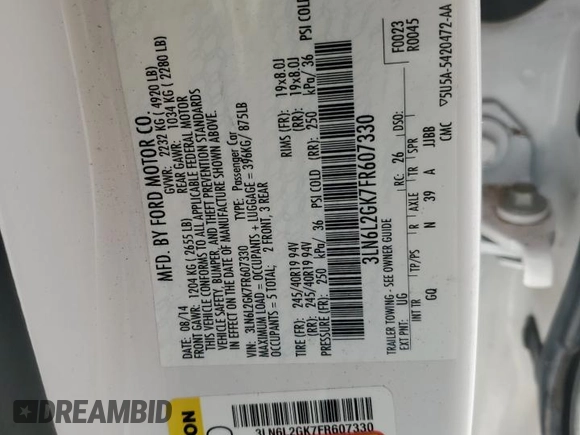 MFD. BY FORD MOTOR CO.
08/14 GVWR: 2232 KG ( 4920 LB)
FRONT GAWR: 1204 KG (2655 LB) REAR GAWR: 1034 KG ( 2280 LB)
THIS VEHICLE CONFORMS TO ALL APPLICABLE FEDERAL MOTOR
VEHICLE SAFETY, BUMPER, AND THEFT PREVENTION STANDARDS
IN EFFECT ON THE DATE OF MANUFACTURE SHOWN ABOVE.
VIN: 3LN6L2GK7FR607330 TYPE: Passenger Car
MAXIMUM LOAD = OCCUPANTS + LUGGAGE = 396KG/ 875LB
OCCUPANTS = 5 TOTAL; 2 FRONT, 3 REAR
TIRE (FR): 245/40R19 94V RIMS (FR): 19x8.0J
(RR): 245/40R19 94V (RR): 19x8.0J
PRESSURE (FR): 250 kPa/ 36 PSI COLD (RR): 250 kPa/ 36 PSI COLD
3LN6L2GK7FR607330
F0023
R0045
TRAILER TOWING - SEE OWNER GUIDE
EXT PNT: UG RC: 26 DSO:
INT TR TP/PS R AXLE TR SPR
GQ N 39 A JJBB
CMC 5U5A-5420472-AA
ION
3LN6L2GK7FR607330
DREAMBID